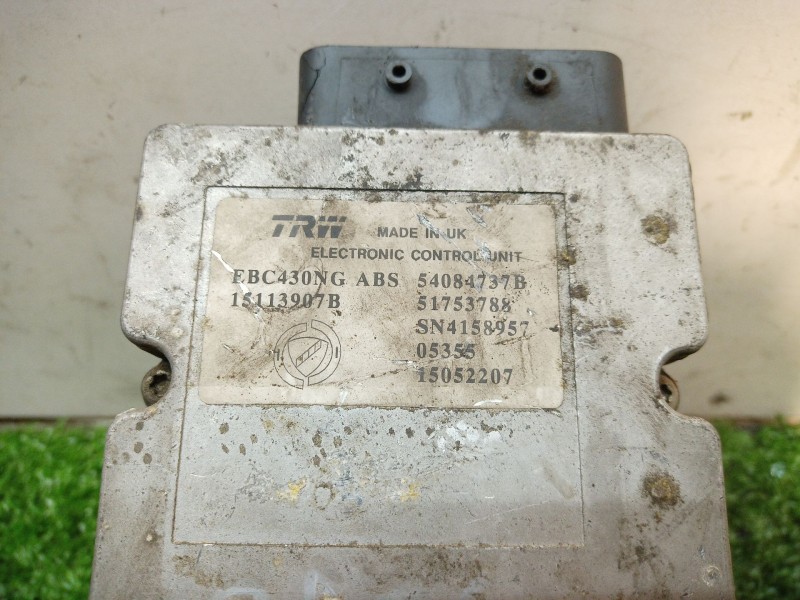 TRW MADE IN UK
ELECTRONIC CONTROL UNIT
EBC430NG ABS 54084737B
15113907B 51753788
SN4158957
05355
15052207